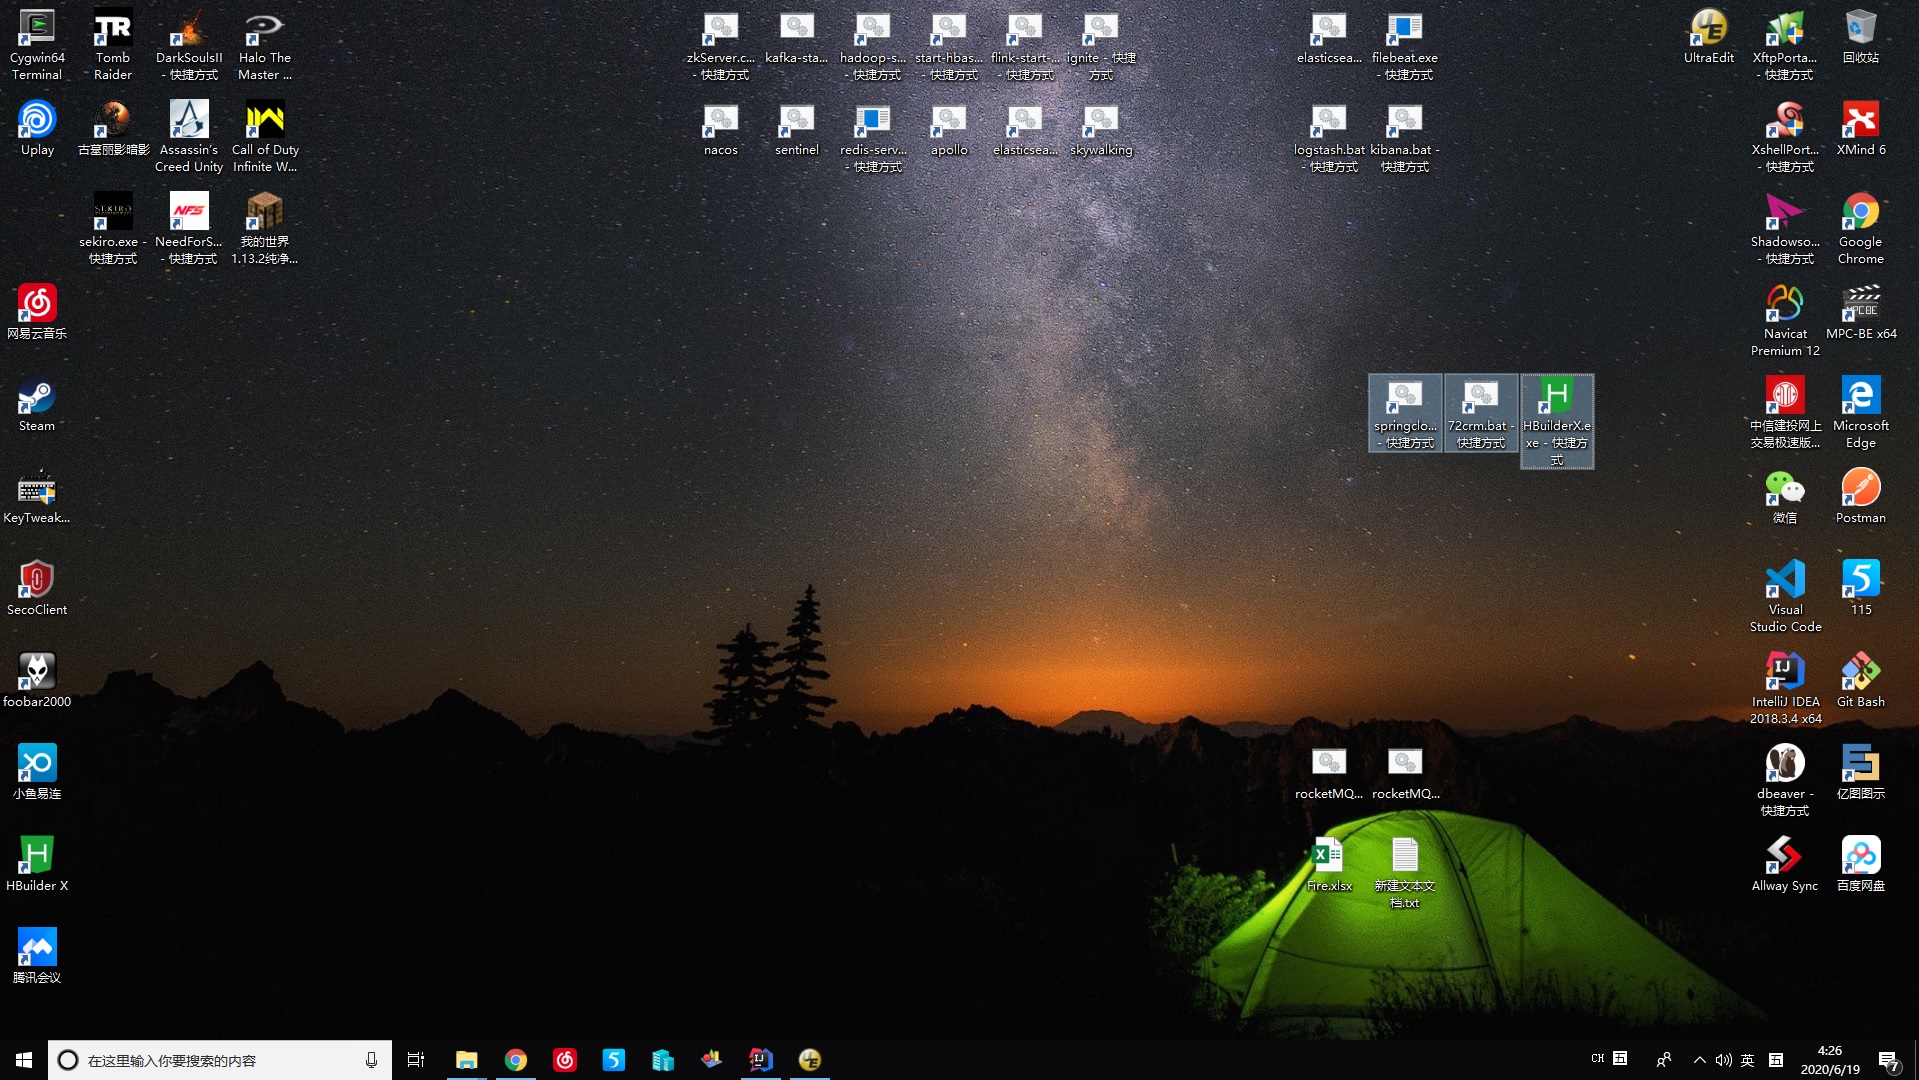 Cygwin64
Terminal
Tomb
Raider
DarkSoulsII
- 快捷方式
Halo The
Master ...
zkServer.c...
- 快捷方式
kafka-sta...
hadoop-s...
- 快捷方式
start-hbas...
- 快捷方式
flink-start-...
- 快捷方式
ignite - 快捷
方式
elasticsea...
filebeat.exe
- 快捷方式
UltraEdit
XftpPorta...
- 快捷方式
回收站
Uplay
古墓丽影暗影
Assassin's
Creed Unity
Call of Duty
Infinite W...
nacos
sentinel
redis-serv...
- 快捷方式
apollo
elasticsea...
skywalking
logstash.bat
- 快捷方式
kibana.bat -
快捷方式
XshellPort...
- 快捷方式
XMind 6
SEKIRO
sekiro.exe -
快捷方式
NFS
NeedForS...
- 快捷方式
我的世界
1.13.2纯净...
Shadowso...
- 快捷方式
Google
Chrome
网易云音乐
Navicat
Premium 12
MPCBE
MPC-BE x64
Steam
springclo...
- 快捷方式
72crm.bat -
快捷方式
HBuilderX.e
xe - 快捷方
式
中信建投网上
交易极速版...
Microsoft
Edge
KeyTweak...
微信
Postman
SecoClient
Visual
Studio Code
115
foobar2000
IntelliJ IDEA
2018.3.4 x64
Git Bash
小鱼易连
rocketMQ...
rocketMQ...
dbeaver -
快捷方式
亿图图示
HBuilder X
Fire.xlsx
新建文本文
档.txt
Allway Sync
百度网盘
腾讯会议
在这里输入你要搜索的内容
CH 五
英
五
4:26
2020/6/19
7